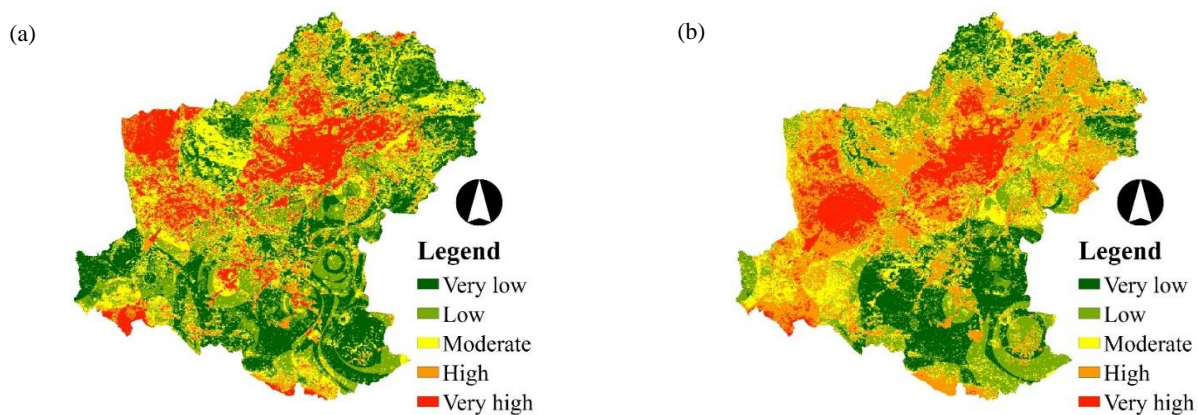 (a)
Legend
Very low
Low
Moderate
High
Very high
(b)
Legend
Very low
Low
Moderate
High
Very high